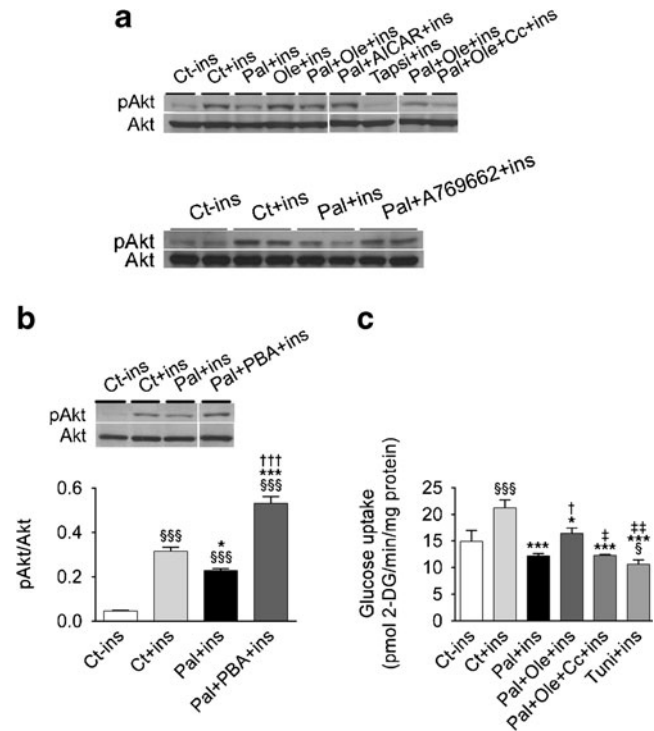 a
Ct-ins
Ct+ins
Pal+ins
Ole+ins
Pal+Ole+ins
Pal+AICAR+ins
Tapsi+ins
Pal+Ole+ins
Pal+Ole+Cc+ins
pAkt
Akt
Ct-ins
Ct+ins
Pal+ins
Pal+A769662+ins
pAkt
Akt
b
Ct-ins
Ct+ins
Pal+ins
Pal+PBA+ins
pAkt
Akt
pAkt/Akt
0.6
0.4
0.2
0.0
§§§
*
§§§
†††
***
§§§
Ct-ins
Ct+ins
Pal+ins
Pal+PBA+ins
c
Glucose uptake
(pmol 2-DG/min/mg protein)
25
20
15
10
5
0
§§§
***
†
*
‡
***
‡‡
***
§
Ct-ins
Ct+ins
Pal+ins
Pal+Ole+ins
Pal+Ole+Cc+ins
Tuni+ins